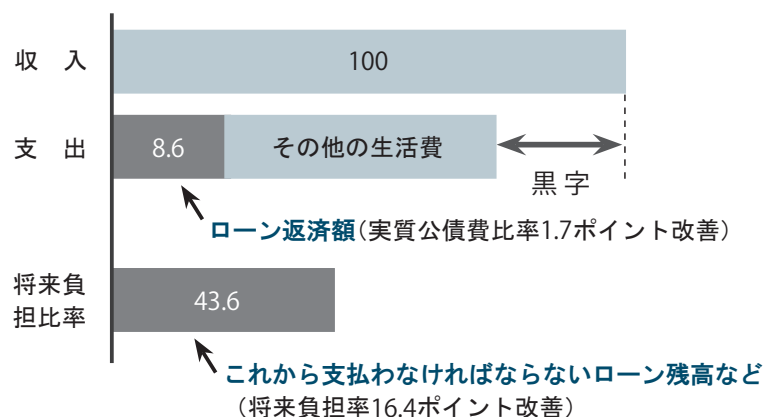 収 入
100
支 出
8.6
その他の生活費
黒 字
ローン返済額(実質公債費比率1.7ポイント改善)
将来負
担比率
43.6
これから支払わなければならないローン残高など
(将来負担率16.4ポイント改善)